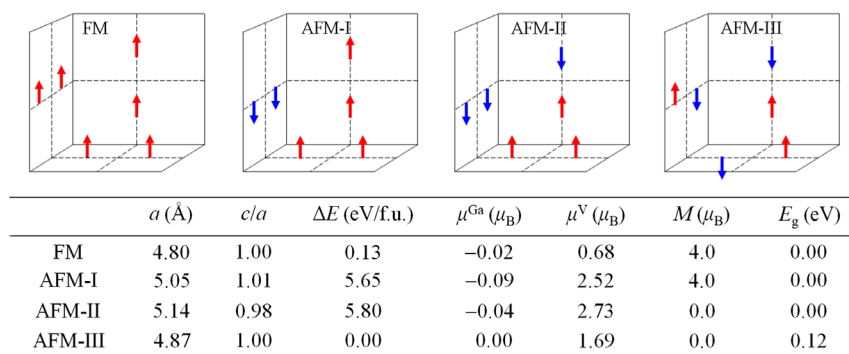 FM AFM-I AFM-II AFM-III
a (Å) c/a ΔE (eV/f.u.) μ^Ga (μ_B) μ^V (μ_B) M (μ_B) E_g (eV)
FM 4.80 1.00 0.13 −0.02 0.68 4.0 0.00
AFM-I 5.05 1.01 5.65 −0.09 2.52 4.0 0.00
AFM-II 5.14 0.98 5.80 −0.04 2.73 0.0 0.00
AFM-III 4.87 1.00 0.00 0.00 1.69 0.0 0.12